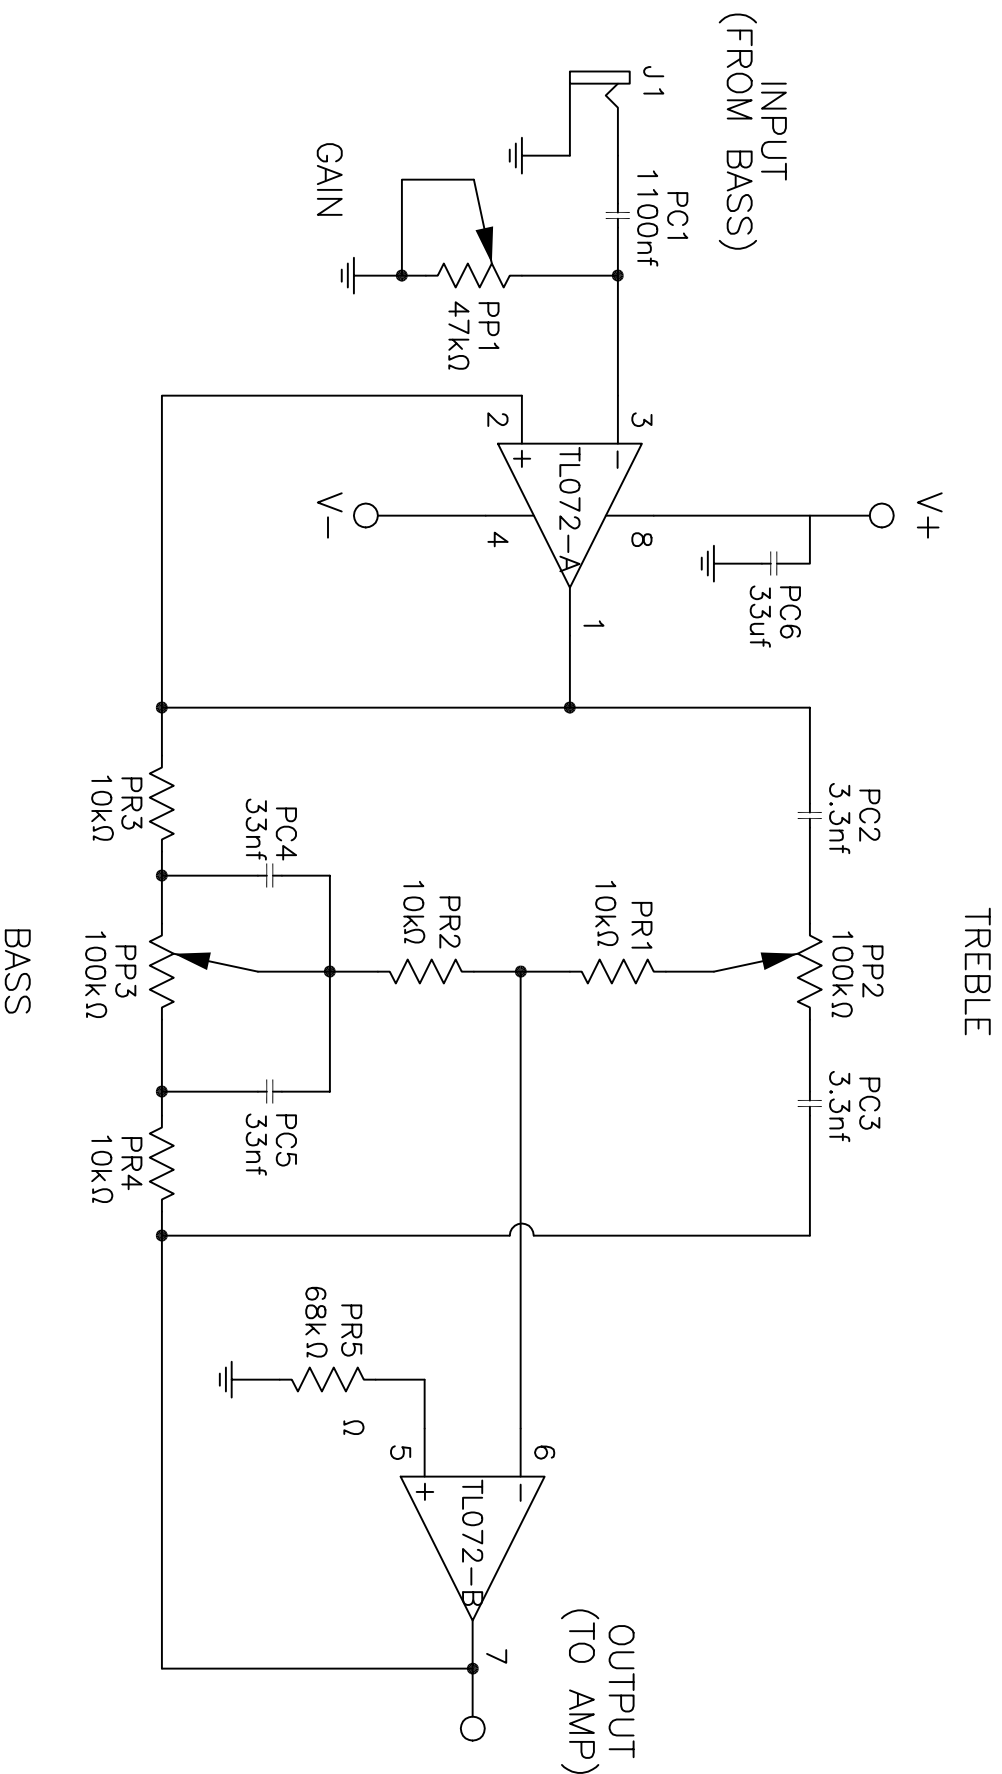 INPUT
(FROM BASS)
J1
PC1
1100nf
GAIN
PP1
47kΩ
V+
V-
PC6
33uf
3
2
-
+
TL072-A
8
4
1
TREBLE
PC2
3.3nf
PP2
100kΩ
PC3
3.3nf
PR1
10kΩ
PR2
10kΩ
PC4
33nf
PC5
33nf
PR3
10kΩ
PP3
100kΩ
PR4
10kΩ
BASS
PR5
68kΩ
Ω
6
5
-
+
TL072-B
7
OUTPUT
(TO AMP)